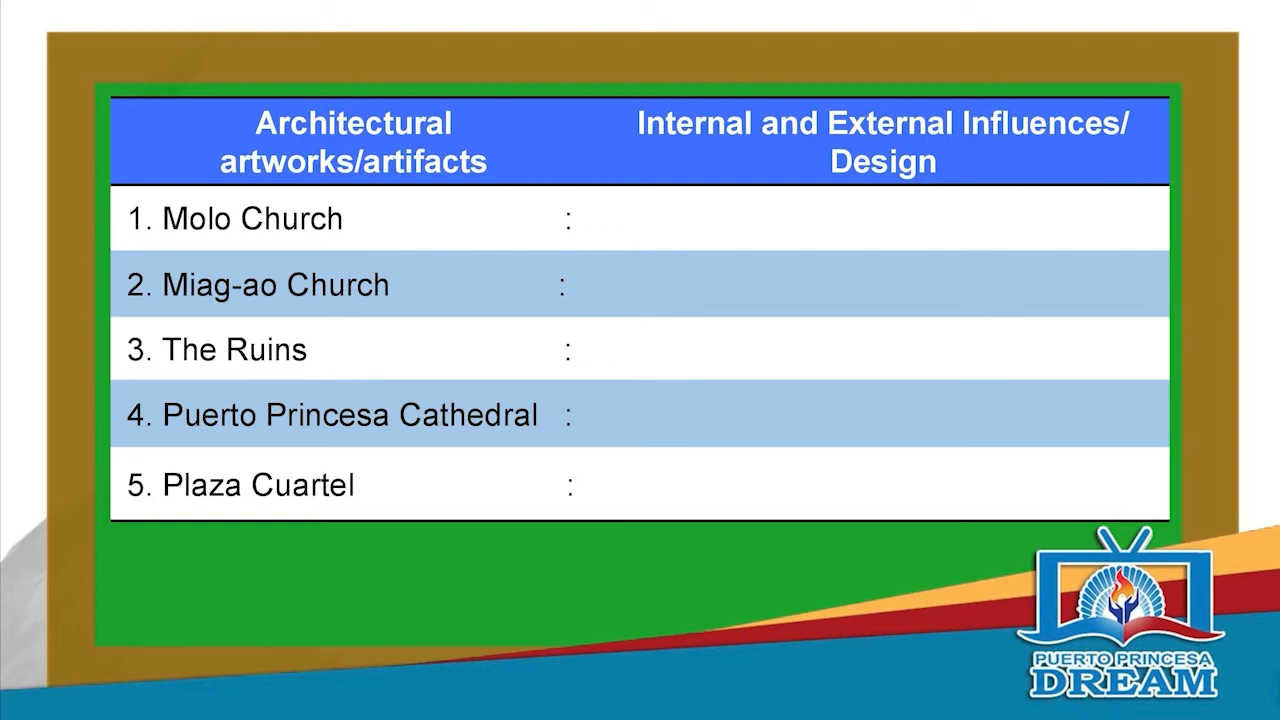 Architectural
artworks/artifacts
Internal and External Influences/
Design
1. Molo Church :
2. Miag-ao Church :
3. The Ruins :
4. Puerto Princesa Cathedral :
5. Plaza Cuartel :
PUERTO PRINCESA
DREAM